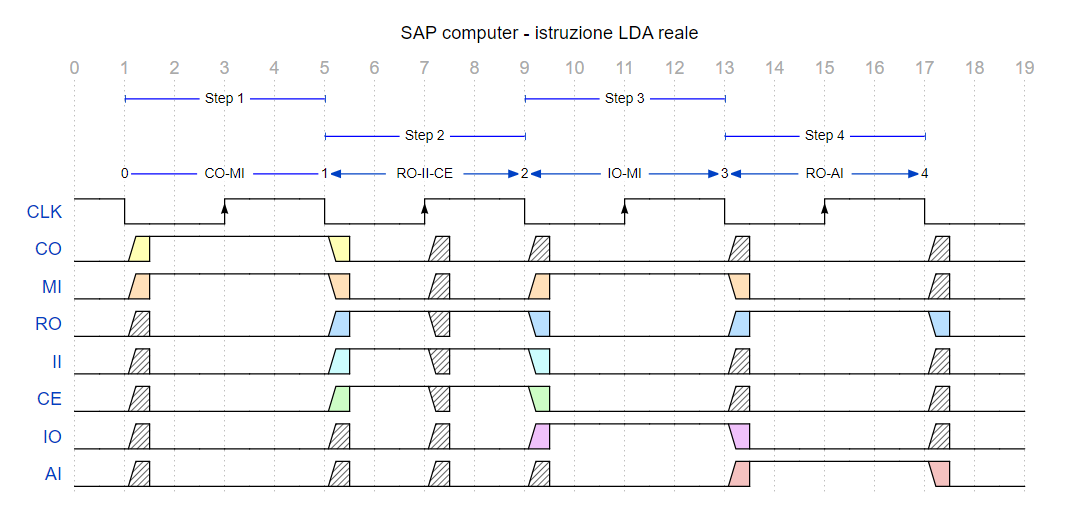 SAP computer - istruzione LDA reale
0 1 2 3 4 5 6 7 8 9 10 11 12 13 14 15 16 17 18 19
Step 1 Step 3
Step 2 Step 4
0 CO-MI 1 RO-II-CE 2 IO-MI 3 RO-AI 4
CLK
CO
MI
RO
II
CE
IO
AI